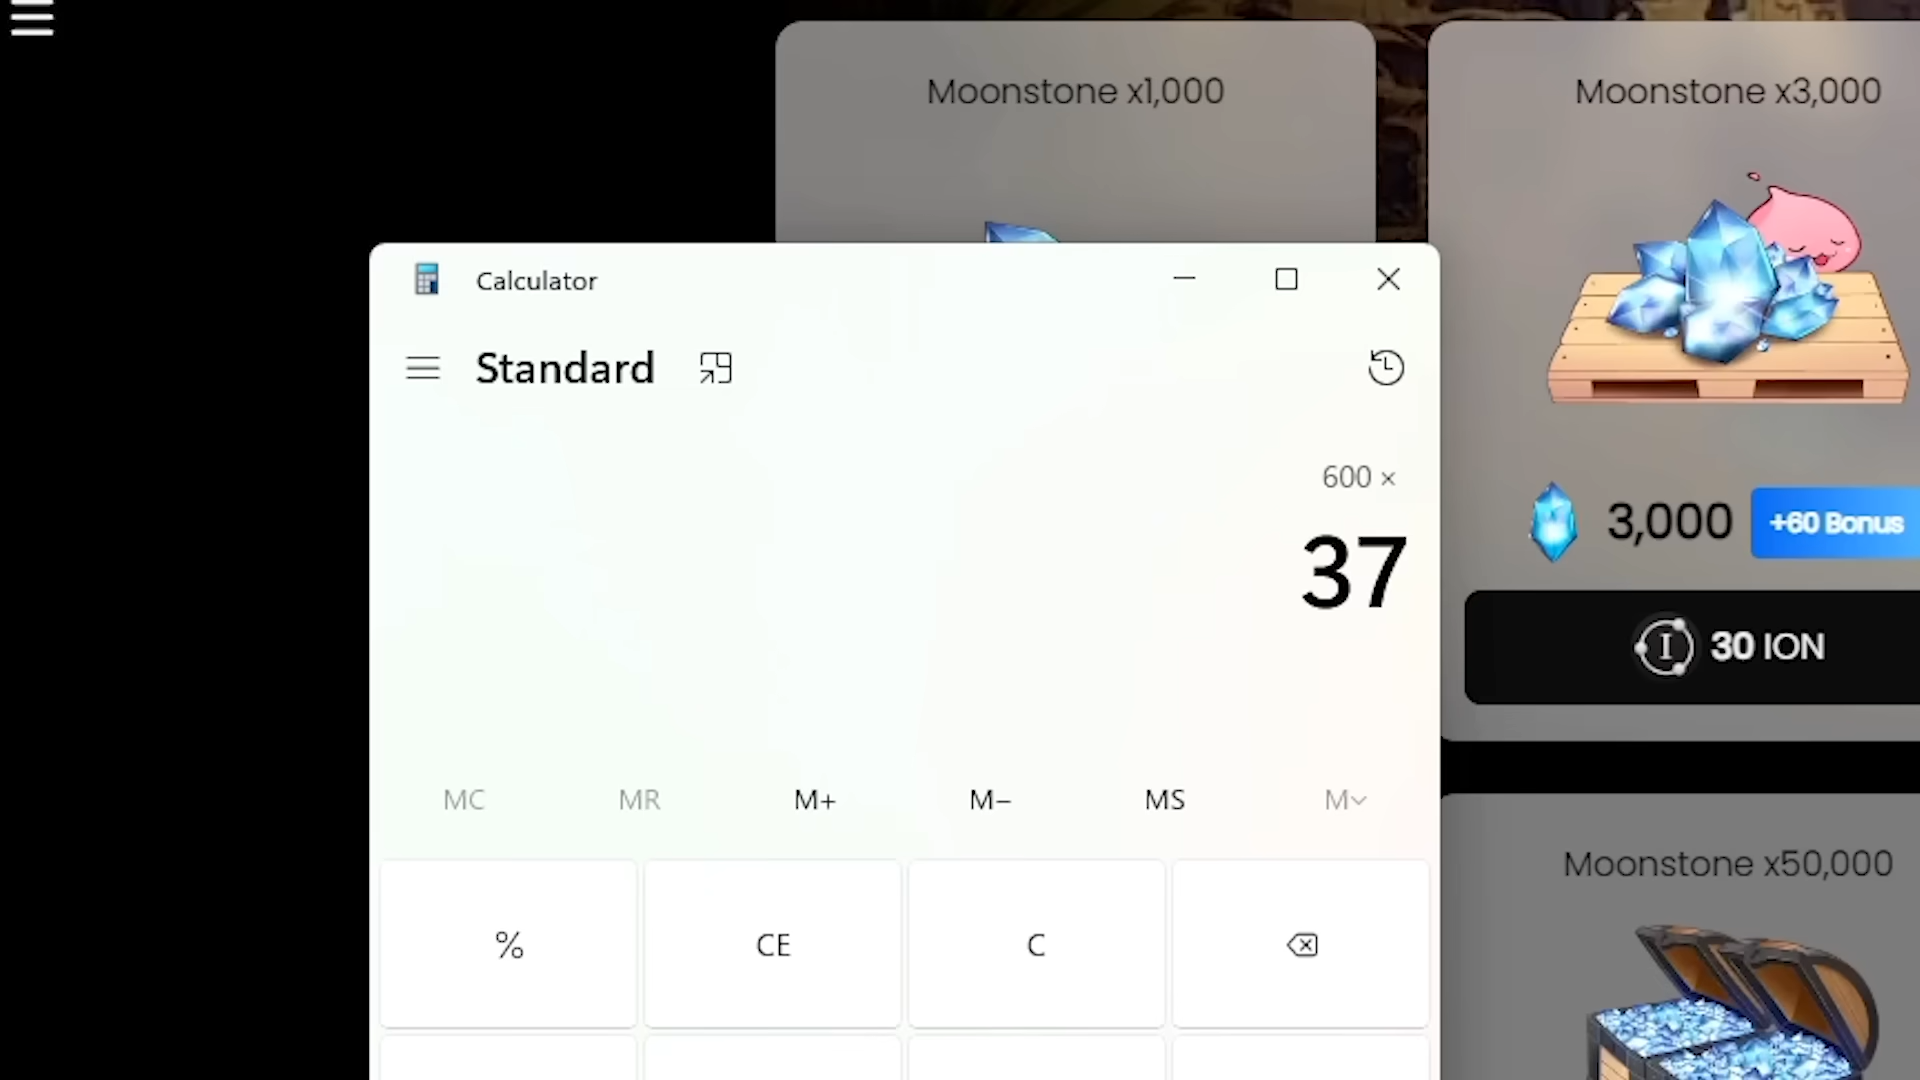 Moonstone x1,000
Moonstone x3,000
Calculator
Standard
600 ×
37
3,000
+60 Bonus
I 30 ION
MC MR M+ M− MS M
% CE C
Moonstone x50,000